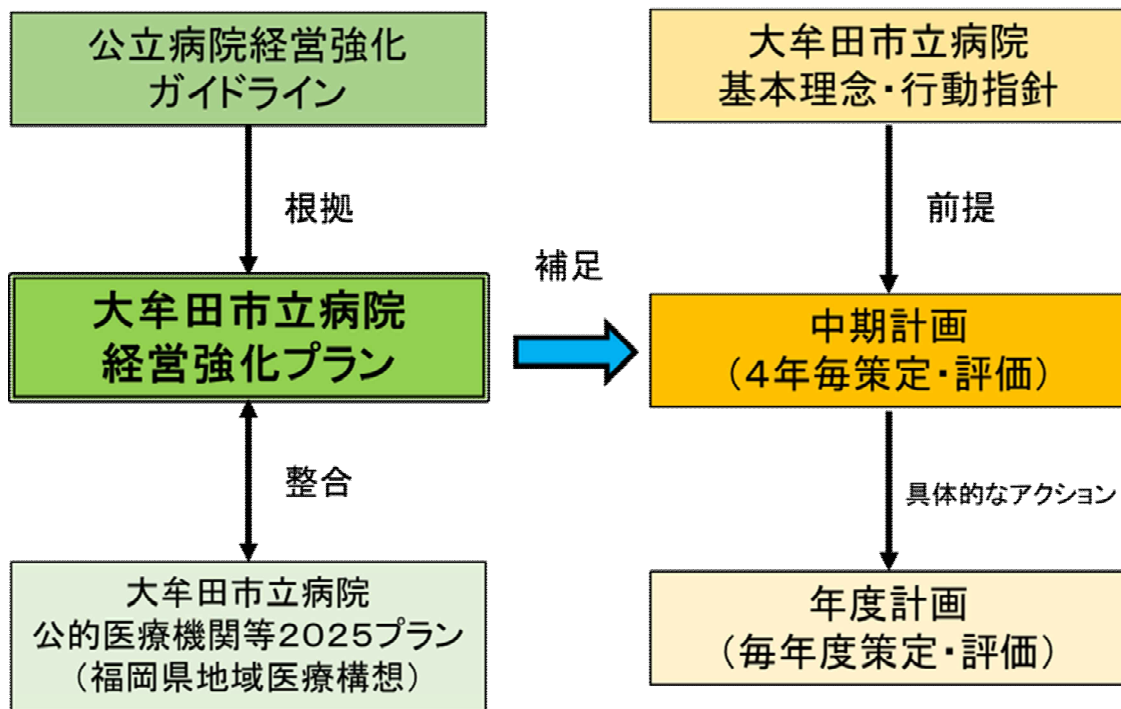 公立病院経営強化
ガイドライン
根拠
大牟田市立病院
経営強化プラン
整合
大牟田市立病院
公的医療機関等2025プラン
（福岡県地域医療構想）
補足
大牟田市立病院
基本理念・行動指針
前提
中期計画
（４年毎策定・評価）
具体的なアクション
年度計画
（毎年度策定・評価）